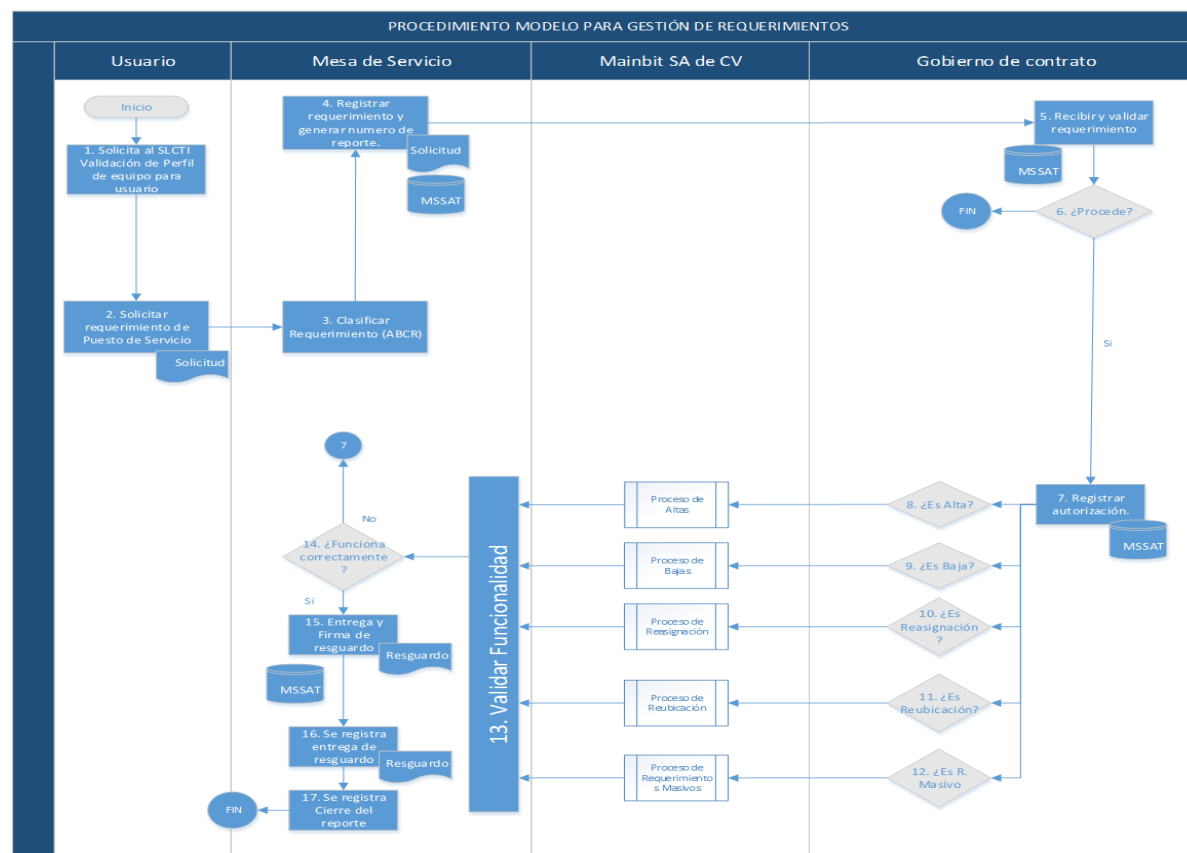 PROCEDIMIENTO MODELO PARA GESTIÓN DE REQUERIMIENTOS
Usuario
Mesa de Servicio
Mainbit SA de CV
Gobierno de contrato
Inicio
1. Solicita al SLCTI
Validación de Perfil
de equipo para
usuario
2. Solicitar
requerimiento de
Puesto de Servicio
Solicitud
3. Clasificar
Requerimiento (ABCR)
4. Registrar
requerimiento y
generar numero de
reporte.
Solicitud
MSSAT
5. Recibir y validar
requerimiento
MSSAT
6. ¿Procede?
FIN
Si
7. Registrar
autorización.
MSSAT
8. ¿Es Alta?
9. ¿Es Baja?
10. ¿Es
Reasignación
?
11. ¿Es
Reubicación?
12. ¿Es R.
Masivo
Proceso de
Altas
Proceso de
Bajas
Proceso de
Reasignación
Proceso de
Reubicación
Proceso de
Requerimiento
s Masivos
13. Validar Funcionalidad
14. ¿Funciona
correctamente
?
No
7
Si
15. Entrega y
Firma de
resguardo
Resguardo
MSSAT
16. Se registra
entrega de
resguardo
Resguardo
17. Se registra
Cierre del
reporte
FIN